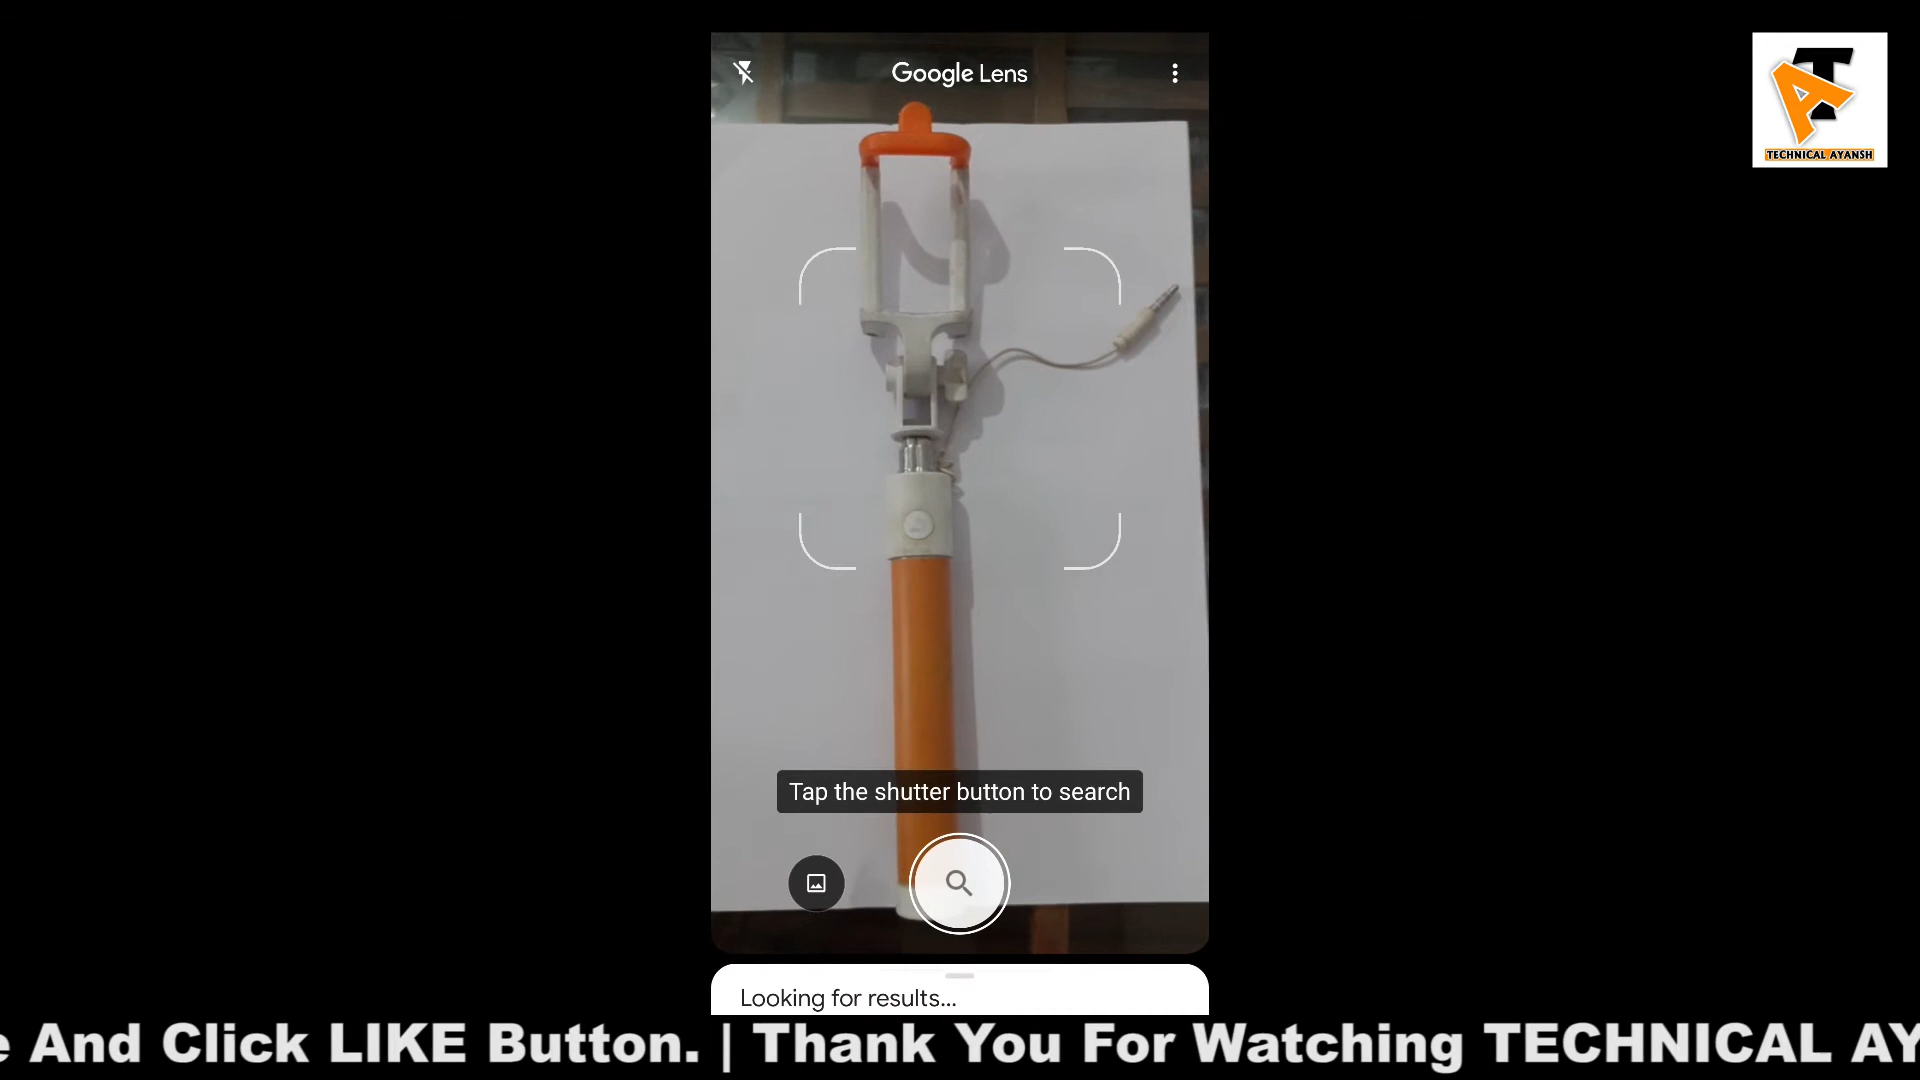 Google Lens
TECHNICAL AYANSH
Tap the shutter button to search
Looking for results...
And Click LIKE Button. | Thank You For Watching TECHNICAL